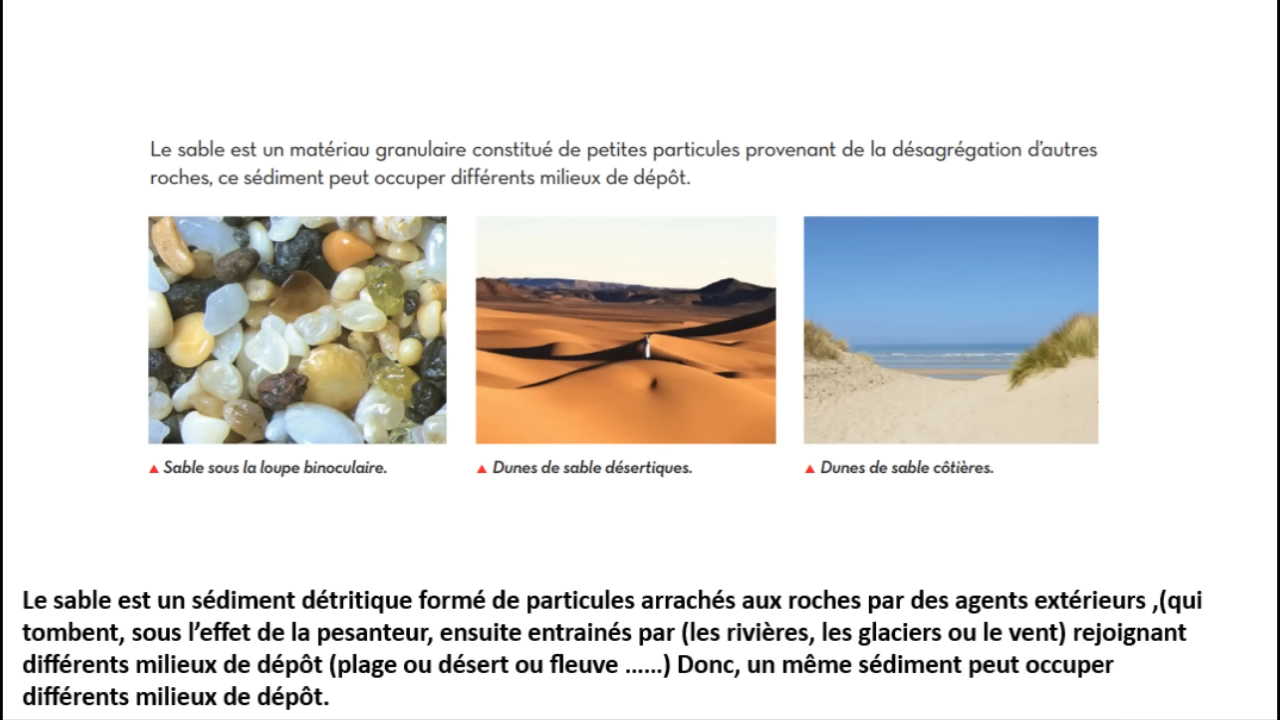 Le sable est un matériau granulaire constitué de petites particules provenant de la désagrégation d'autres
roches, ce sédiment peut occuper différents milieux de dépôt.
▲ Sable sous la loupe binoculaire.
▲ Dunes de sable désertiques.
▲ Dunes de sable côtières.
Le sable est un sédiment détritique formé de particules arrachés aux roches par des agents extérieurs ,(qui
tombent, sous l'effet de la pesanteur, ensuite entrainés par (les rivières, les glaciers ou le vent) rejoignant
différents milieux de dépôt (plage ou désert ou fleuve ......) Donc, un même sédiment peut occuper
différents milieux de dépôt.